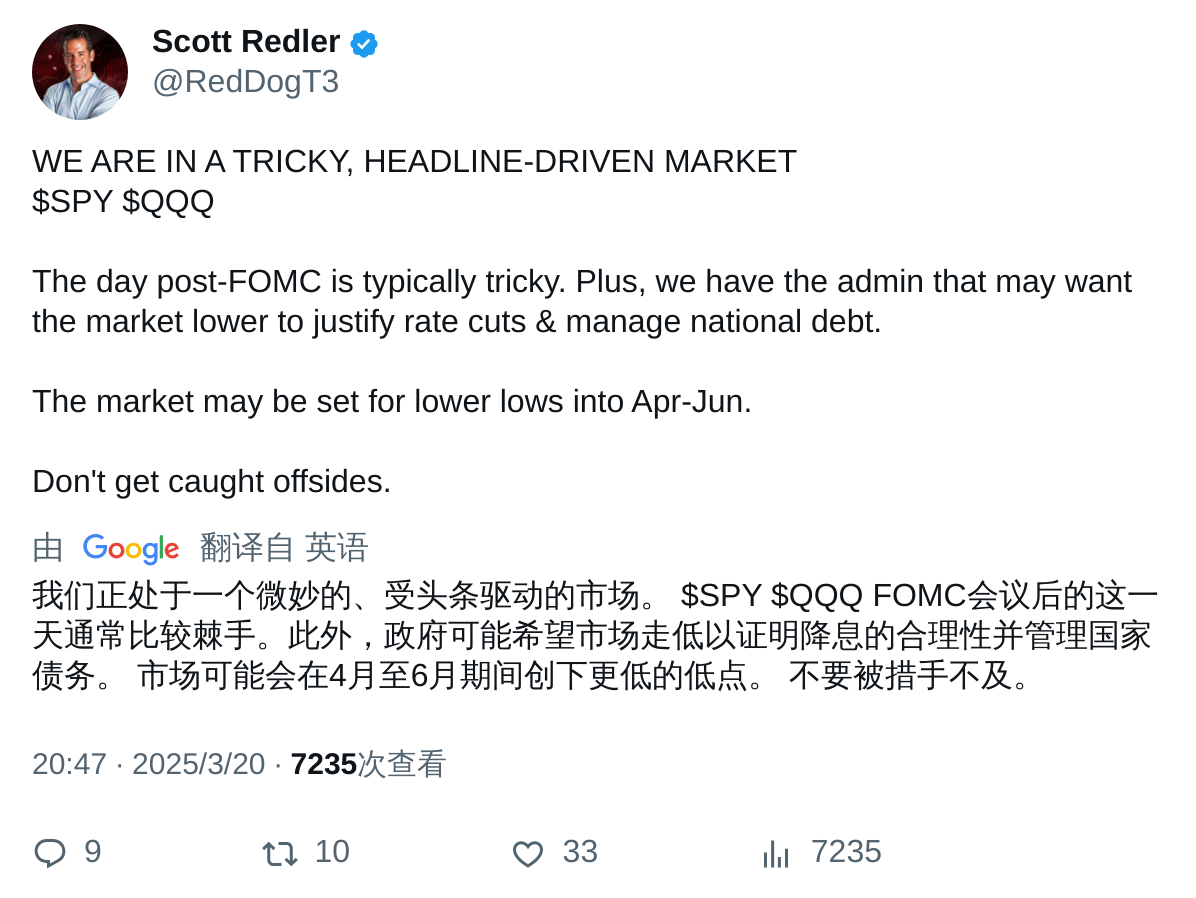 Scott Redler
@RedDogT3
WE ARE IN A TRICKY, HEADLINE-DRIVEN MARKET
$SPY $QQQ
The day post-FOMC is typically tricky. Plus, we have the admin that may want
the market lower to justify rate cuts & manage national debt.
The market may be set for lower lows into Apr-Jun.
Don't get caught offsides.
由 Google 翻译自 英语
我们正处于一个微妙的、受头条驱动的市场。 $SPY $QQQ FOMC会议后的这一
天通常比较棘手。此外，政府可能希望市场走低以证明降息的合理性并管理国家
债务。 市场可能会在4月至6月期间创下更低的低点。 不要被措手不及。
20:47 · 2025/3/20 · 7235次查看
9 10 33 7235